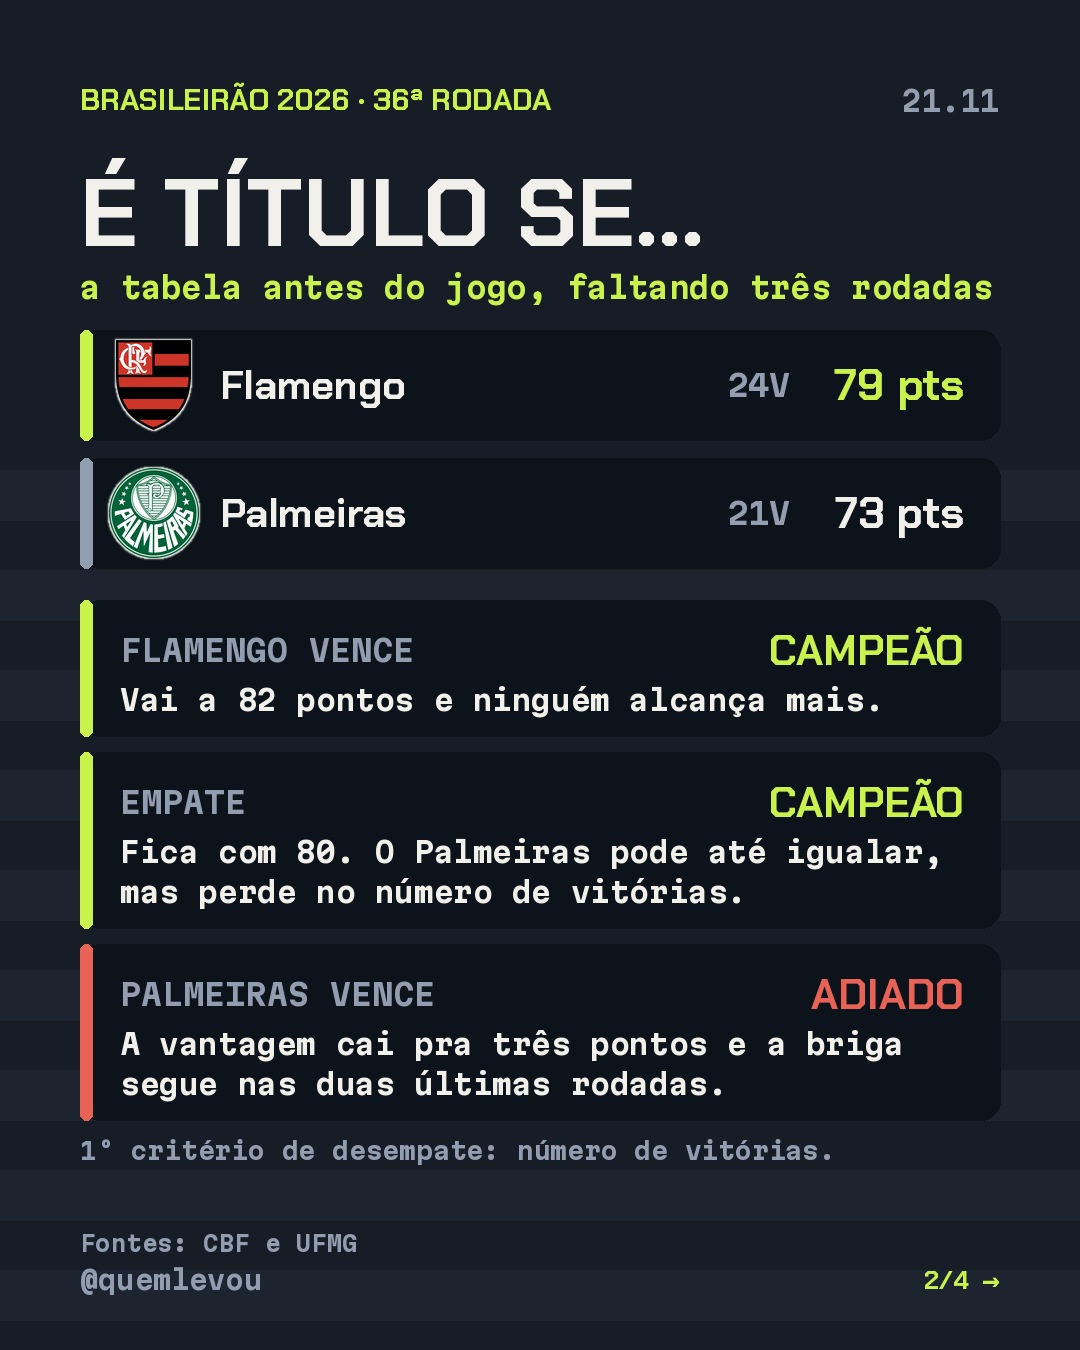 BRASILEIRÃO 2026 · 36ª RODADA
21.11
É TÍTULO SE...
a tabela antes do jogo, faltando três rodadas
CRF
Flamengo 24V 79 pts
P
PALMEIRAS
Palmeiras 21V 73 pts
FLAMENGO VENCE CAMPEÃO
Vai a 82 pontos e ninguém alcança mais.
EMPATE CAMPEÃO
Fica com 80. O Palmeiras pode até igualar,
mas perde no número de vitórias.
PALMEIRAS VENCE ADIADO
A vantagem cai pra três pontos e a briga
segue nas duas últimas rodadas.
1° critério de desempate: número de vitórias.
Fontes: CBF e UFMG
@quemlevou
2/4 →